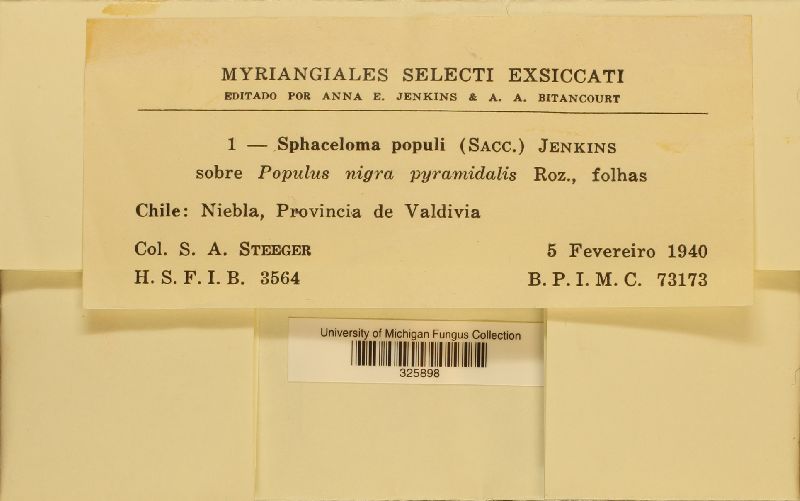 MYRIANGIALES SELECTI EXSICCATI
EDITADO POR ANNA E. JENKINS & A. A. BITANCOURT
1 — Sphaceloma populi (SACC.) JENKINS
sobre Populus nigra pyramidalis Roz., folhas
Chile: Niebla, Provincia de Valdivia
Col. S. A. STEEGER 5 Fevereiro 1940
H. S. F. I. B. 3564 B. P. I. M. C. 73173
University of Michigan Fungus Collection
325898